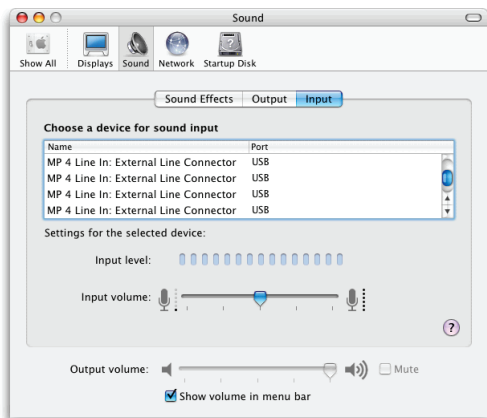 Sound
Show All Displays Sound Network Startup Disk
Sound Effects Output Input
Choose a device for sound input
Name Port
MP 4 Line In: External Line Connector USB
MP 4 Line In: External Line Connector USB
MP 4 Line In: External Line Connector USB
MP 4 Line In: External Line Connector USB
Settings for the selected device:
Input level:
Input volume:
?
Output volume: Mute
Show volume in menu bar